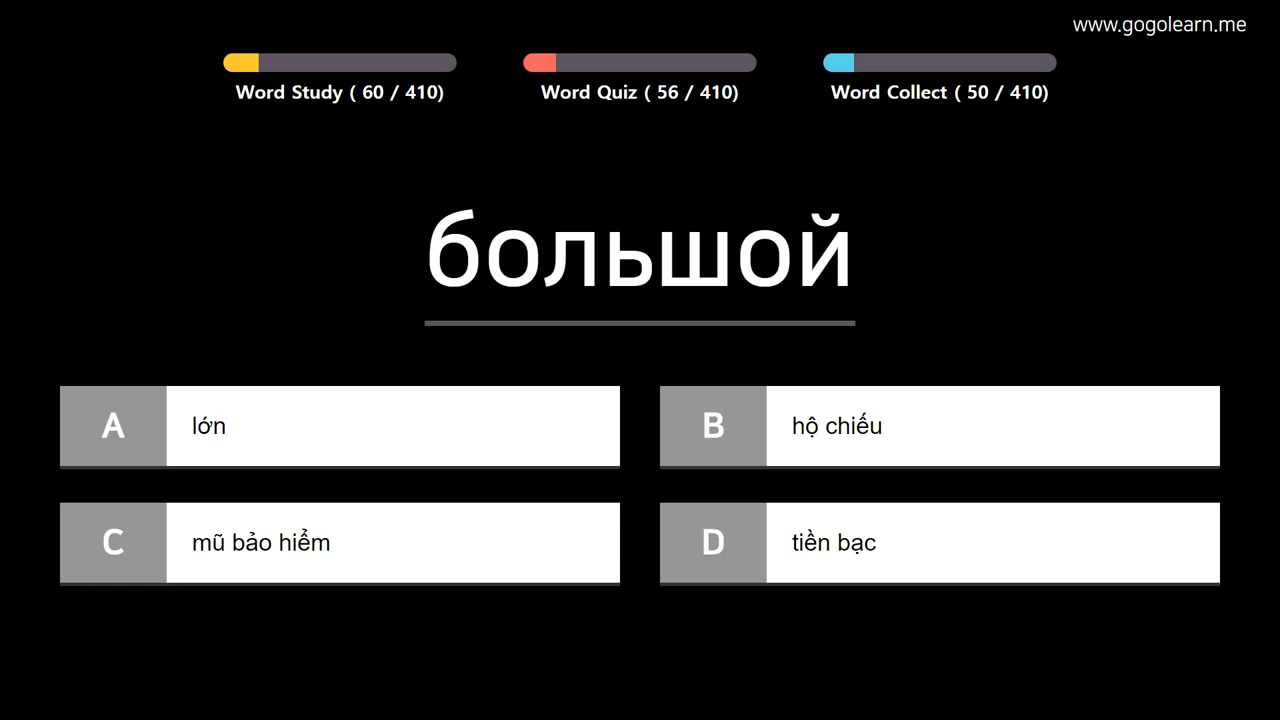 www.gogolearn.me
Word Study ( 60 / 410)
Word Quiz ( 56 / 410)
Word Collect ( 50 / 410)
большой
A lớn
B hộ chiếu
C mũ bảo hiểm
D tiền bạc